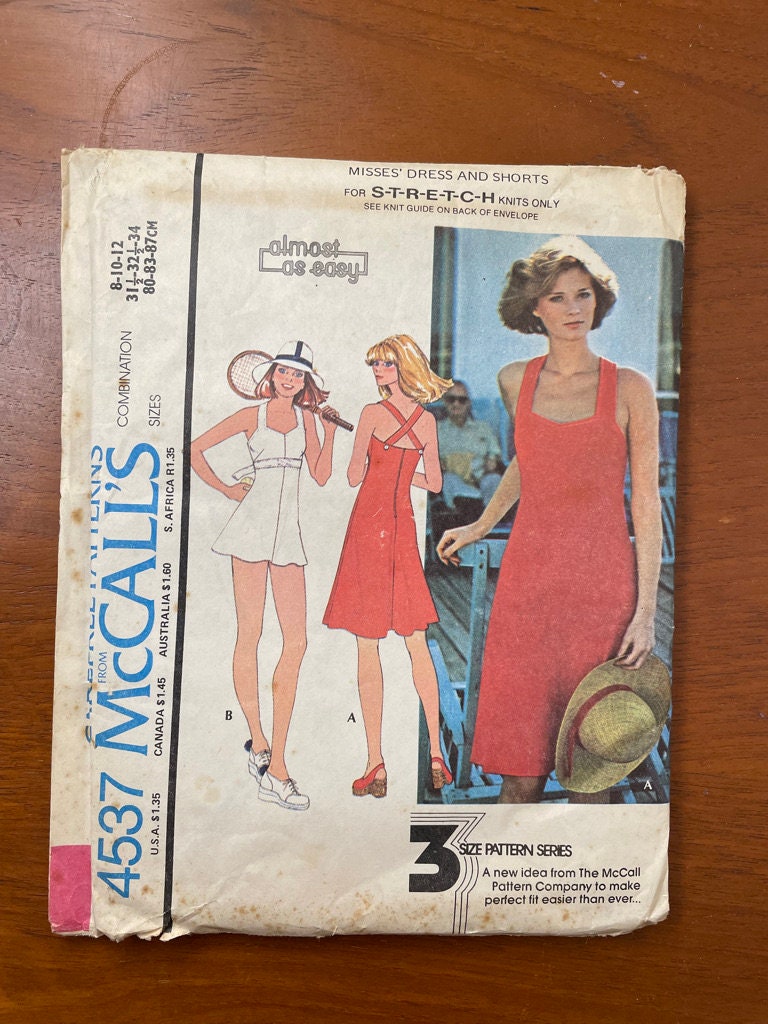 MISSES' DRESS AND SHORTS
FOR S-T-R-E-T-C-H KNITS ONLY
SEE KNIT GUIDE ON BACK OF ENVELOPE
almost
as easy
8-10-12
31½-32½-34
80-83-87CM
COMBINATION
SIZES
PATTERNS
FROM
McCALL'S
4537
U.S.A. $1.35 CANADA $1.45 AUSTRALIA $1.60 S. AFRICA R1.35
B
A
A
3 SIZE PATTERN SERIES
A new idea from The McCall
Pattern Company to make
perfect fit easier than ever...